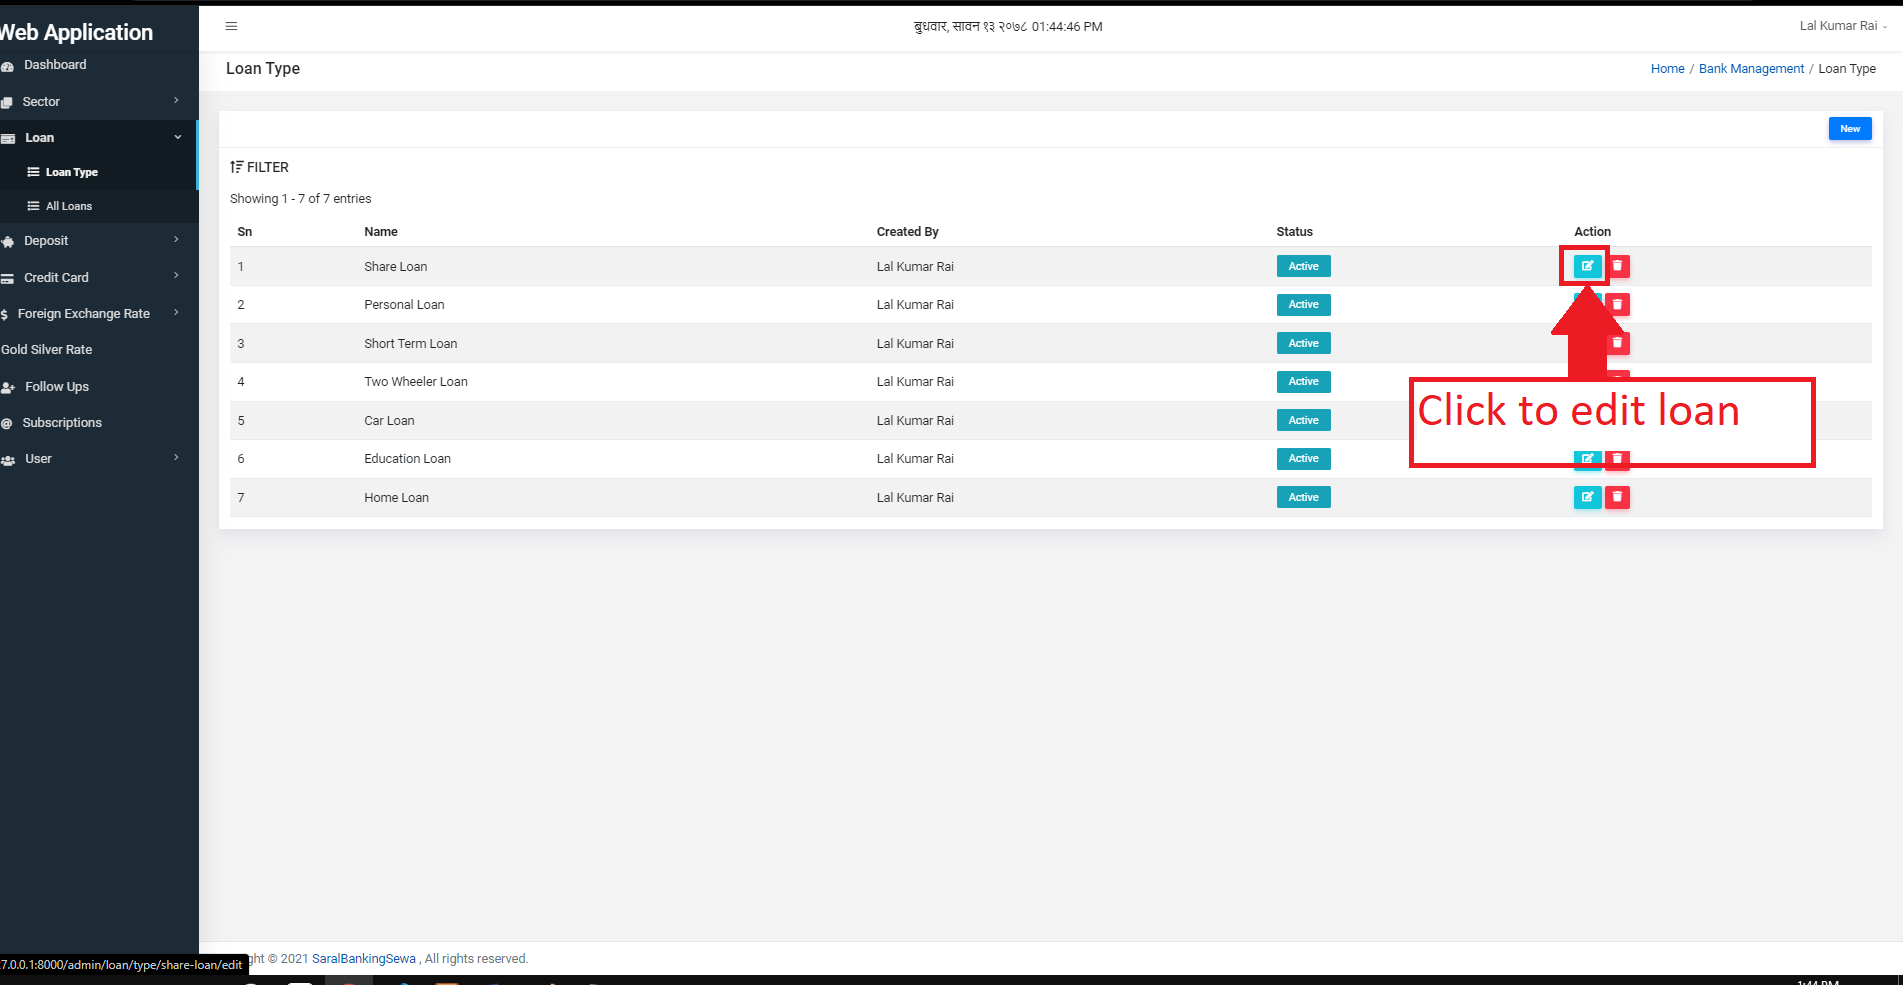 Web Application
बुधवार, सावन १३ २०७८ 01:44:46 PM
Lal Kumar Rai
Dashboard
Sector
Loan
Loan Type
All Loans
Deposit
Credit Card
$ Foreign Exchange Rate
Gold Silver Rate
Follow Ups
@ Subscriptions
User
Loan Type
Home / Bank Management / Loan Type
New
FILTER
Showing 1 - 7 of 7 entries
Sn Name Created By Status Action
1 Share Loan Lal Kumar Rai Active
2 Personal Loan Lal Kumar Rai Active
3 Short Term Loan Lal Kumar Rai Active
4 Two Wheeler Loan Lal Kumar Rai Active
5 Car Loan Lal Kumar Rai Active
6 Education Loan Lal Kumar Rai Active
7 Home Loan Lal Kumar Rai Active
Click to edit loan
ght © 2021 SaralBankingSewa , All rights reserved.
7.0.0.1:8000/admin/loan/type/share-loan/edit
1:44 PM